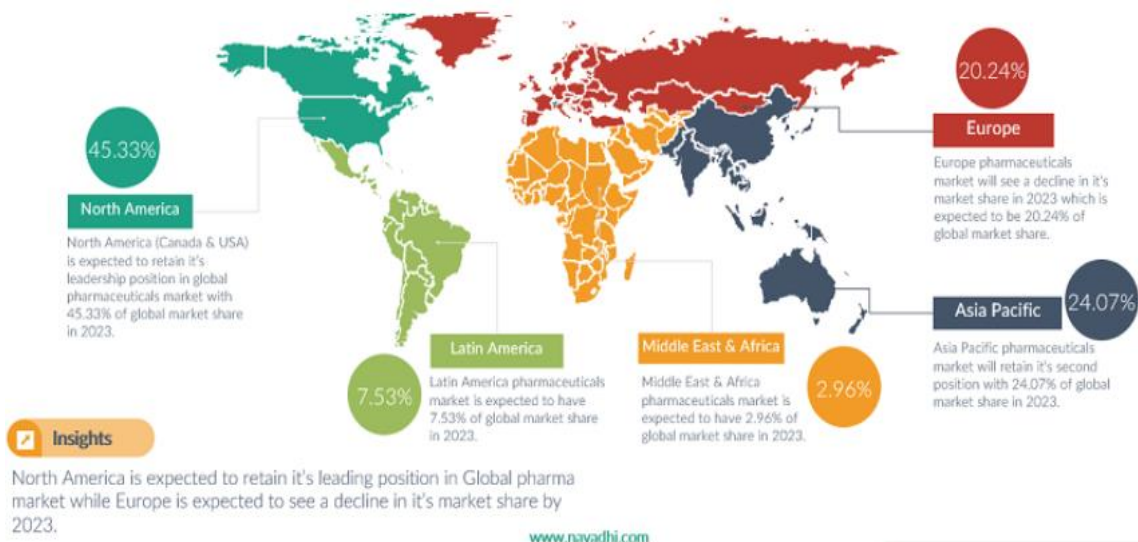 45.33%
North America
North America (Canada & USA)
is expected to retain it's
leadership position in global
pharmaceuticals market with
45.33% of global market share
in 2023.
20.24%
Europe
Europe pharmaceuticals
market will see a decline in it's
market share in 2023 which is
expected to be 20.24% of
global market share.
Asia Pacific
24.07%
Asia Pacific pharmaceuticals
market will retain it's second
position with 24.07% of global
market share in 2023.
Latin America
7.53%
Latin America pharmaceuticals
market is expected to have
7.53% of global market share
in 2023.
Middle East & Africa
2.96%
Middle East & Africa
pharmaceuticals market is
expected to have 2.96% of
global market share in 2023.
Insights
North America is expected to retain it's leading position in Global pharma
market while Europe is expected to see a decline in it's market share by
2023.
www.navadhi.com